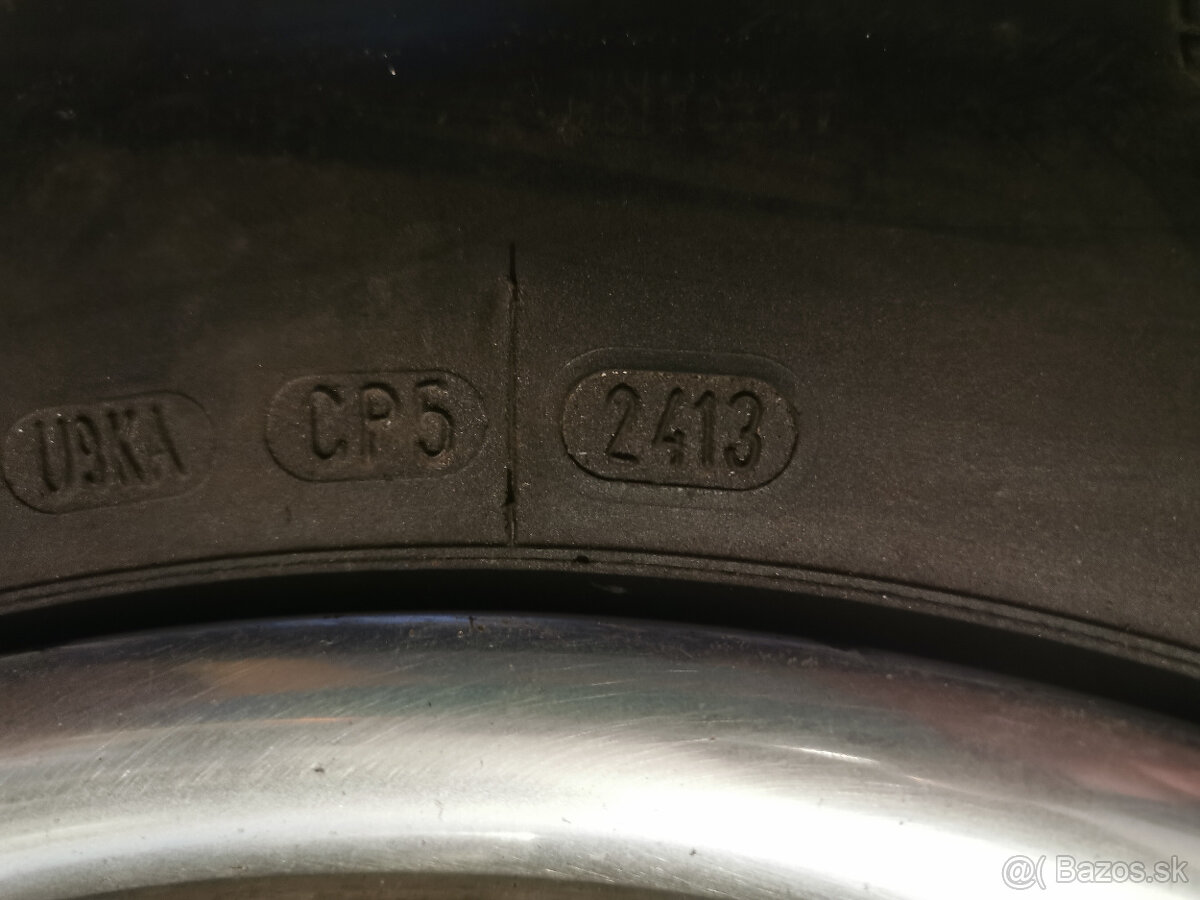 U9KA CP5 2413
@( Bazos.sk